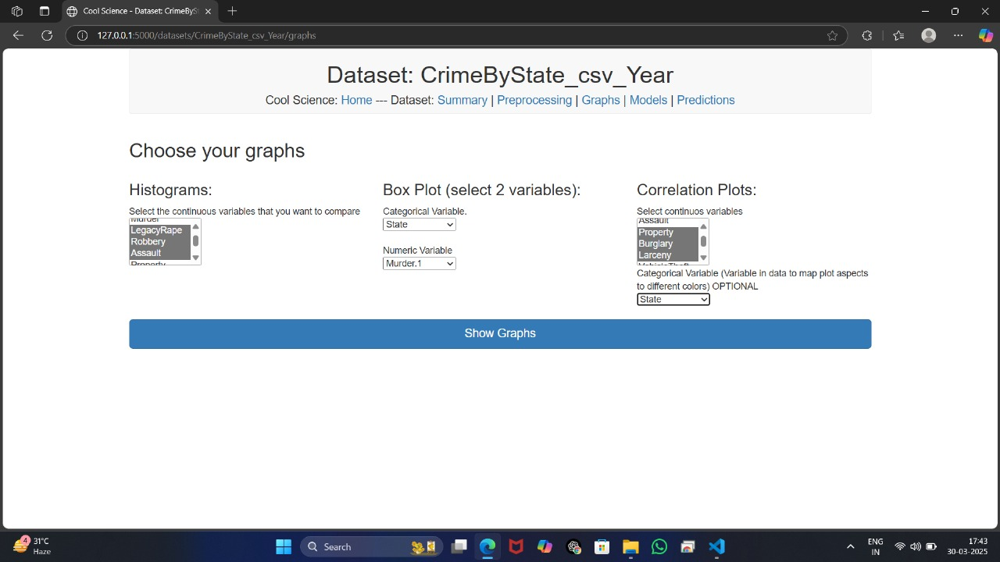 Cool Science - Dataset: CrimeBySt
127.0.0.1:5000/datasets/CrimeByState_csv_Year/graphs
Dataset: CrimeByState_csv_Year
Cool Science: Home --- Dataset: Summary | Preprocessing | Graphs | Models | Predictions
Choose your graphs
Histograms:
Select the continuous variables that you want to compare
Murder
LegacyRape
Robbery
Assault
Property
Box Plot (select 2 variables):
Categorical Variable.
State
Numeric Variable
Murder.1
Correlation Plots:
Select continuos variables
Assault
Property
Burglary
Larceny
VehicleTheft
Categorical Variable (Variable in data to map plot aspects
to different colors) OPTIONAL
State
Show Graphs
4
31°C
Haze
Search
ENG
IN
17:43
30-03-2025